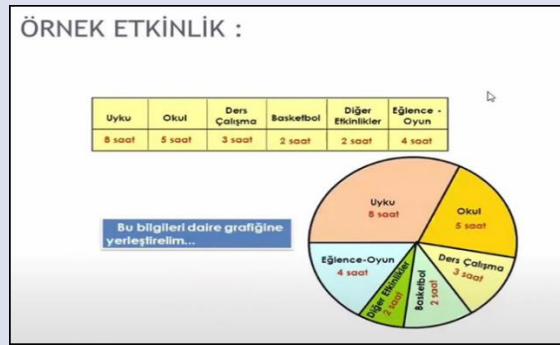 ÖRNEK ETKİNLİK :
Uyku
Okul
Ders
Çalışma
Basketbol
Diğer
Etkinlikler
Eğlence -
Oyun
8 saat
5 saat
3 saat
2 saat
2 saat
4 saat
Bu bilgileri daire grafiğine
yerleştirelim...
Uyku
8 saat
Okul
5 saat
Ders Çalışma
3 saat
Basketbol
2 saat
Diğer Etkinlikler
2 saat
Eğlence-Oyun
4 saat